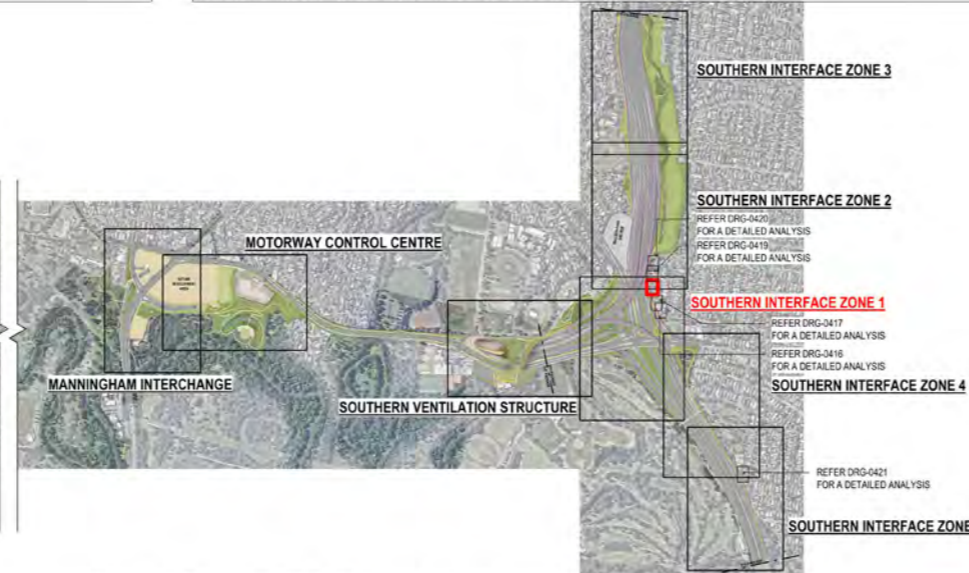 SOUTHERN INTERFACE ZONE 3
SOUTHERN INTERFACE ZONE 2
REFER DRG-0420
FOR A DETAILED ANALYSIS
REFER DRG-0419
FOR A DETAILED ANALYSIS
MOTORWAY CONTROL CENTRE
SOUTHERN INTERFACE ZONE 1
REFER DRG-0417
FOR A DETAILED ANALYSIS
REFER DRG-0416
FOR A DETAILED ANALYSIS
MANNINGHAM INTERCHANGE
SOUTHERN INTERFACE ZONE 4
SOUTHERN VENTILATION STRUCTURE
REFER DRG-0421
FOR A DETAILED ANALYSIS
SOUTHERN INTERFACE ZONE